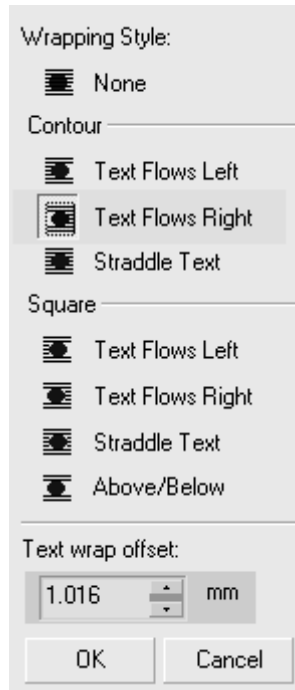 Wrapping Style:
None
Contour
Text Flows Left
Text Flows Right
Straddle Text
Square
Text Flows Left
Text Flows Right
Straddle Text
Above/Below
Text wrap offset:
1.016 mm
OK Cancel